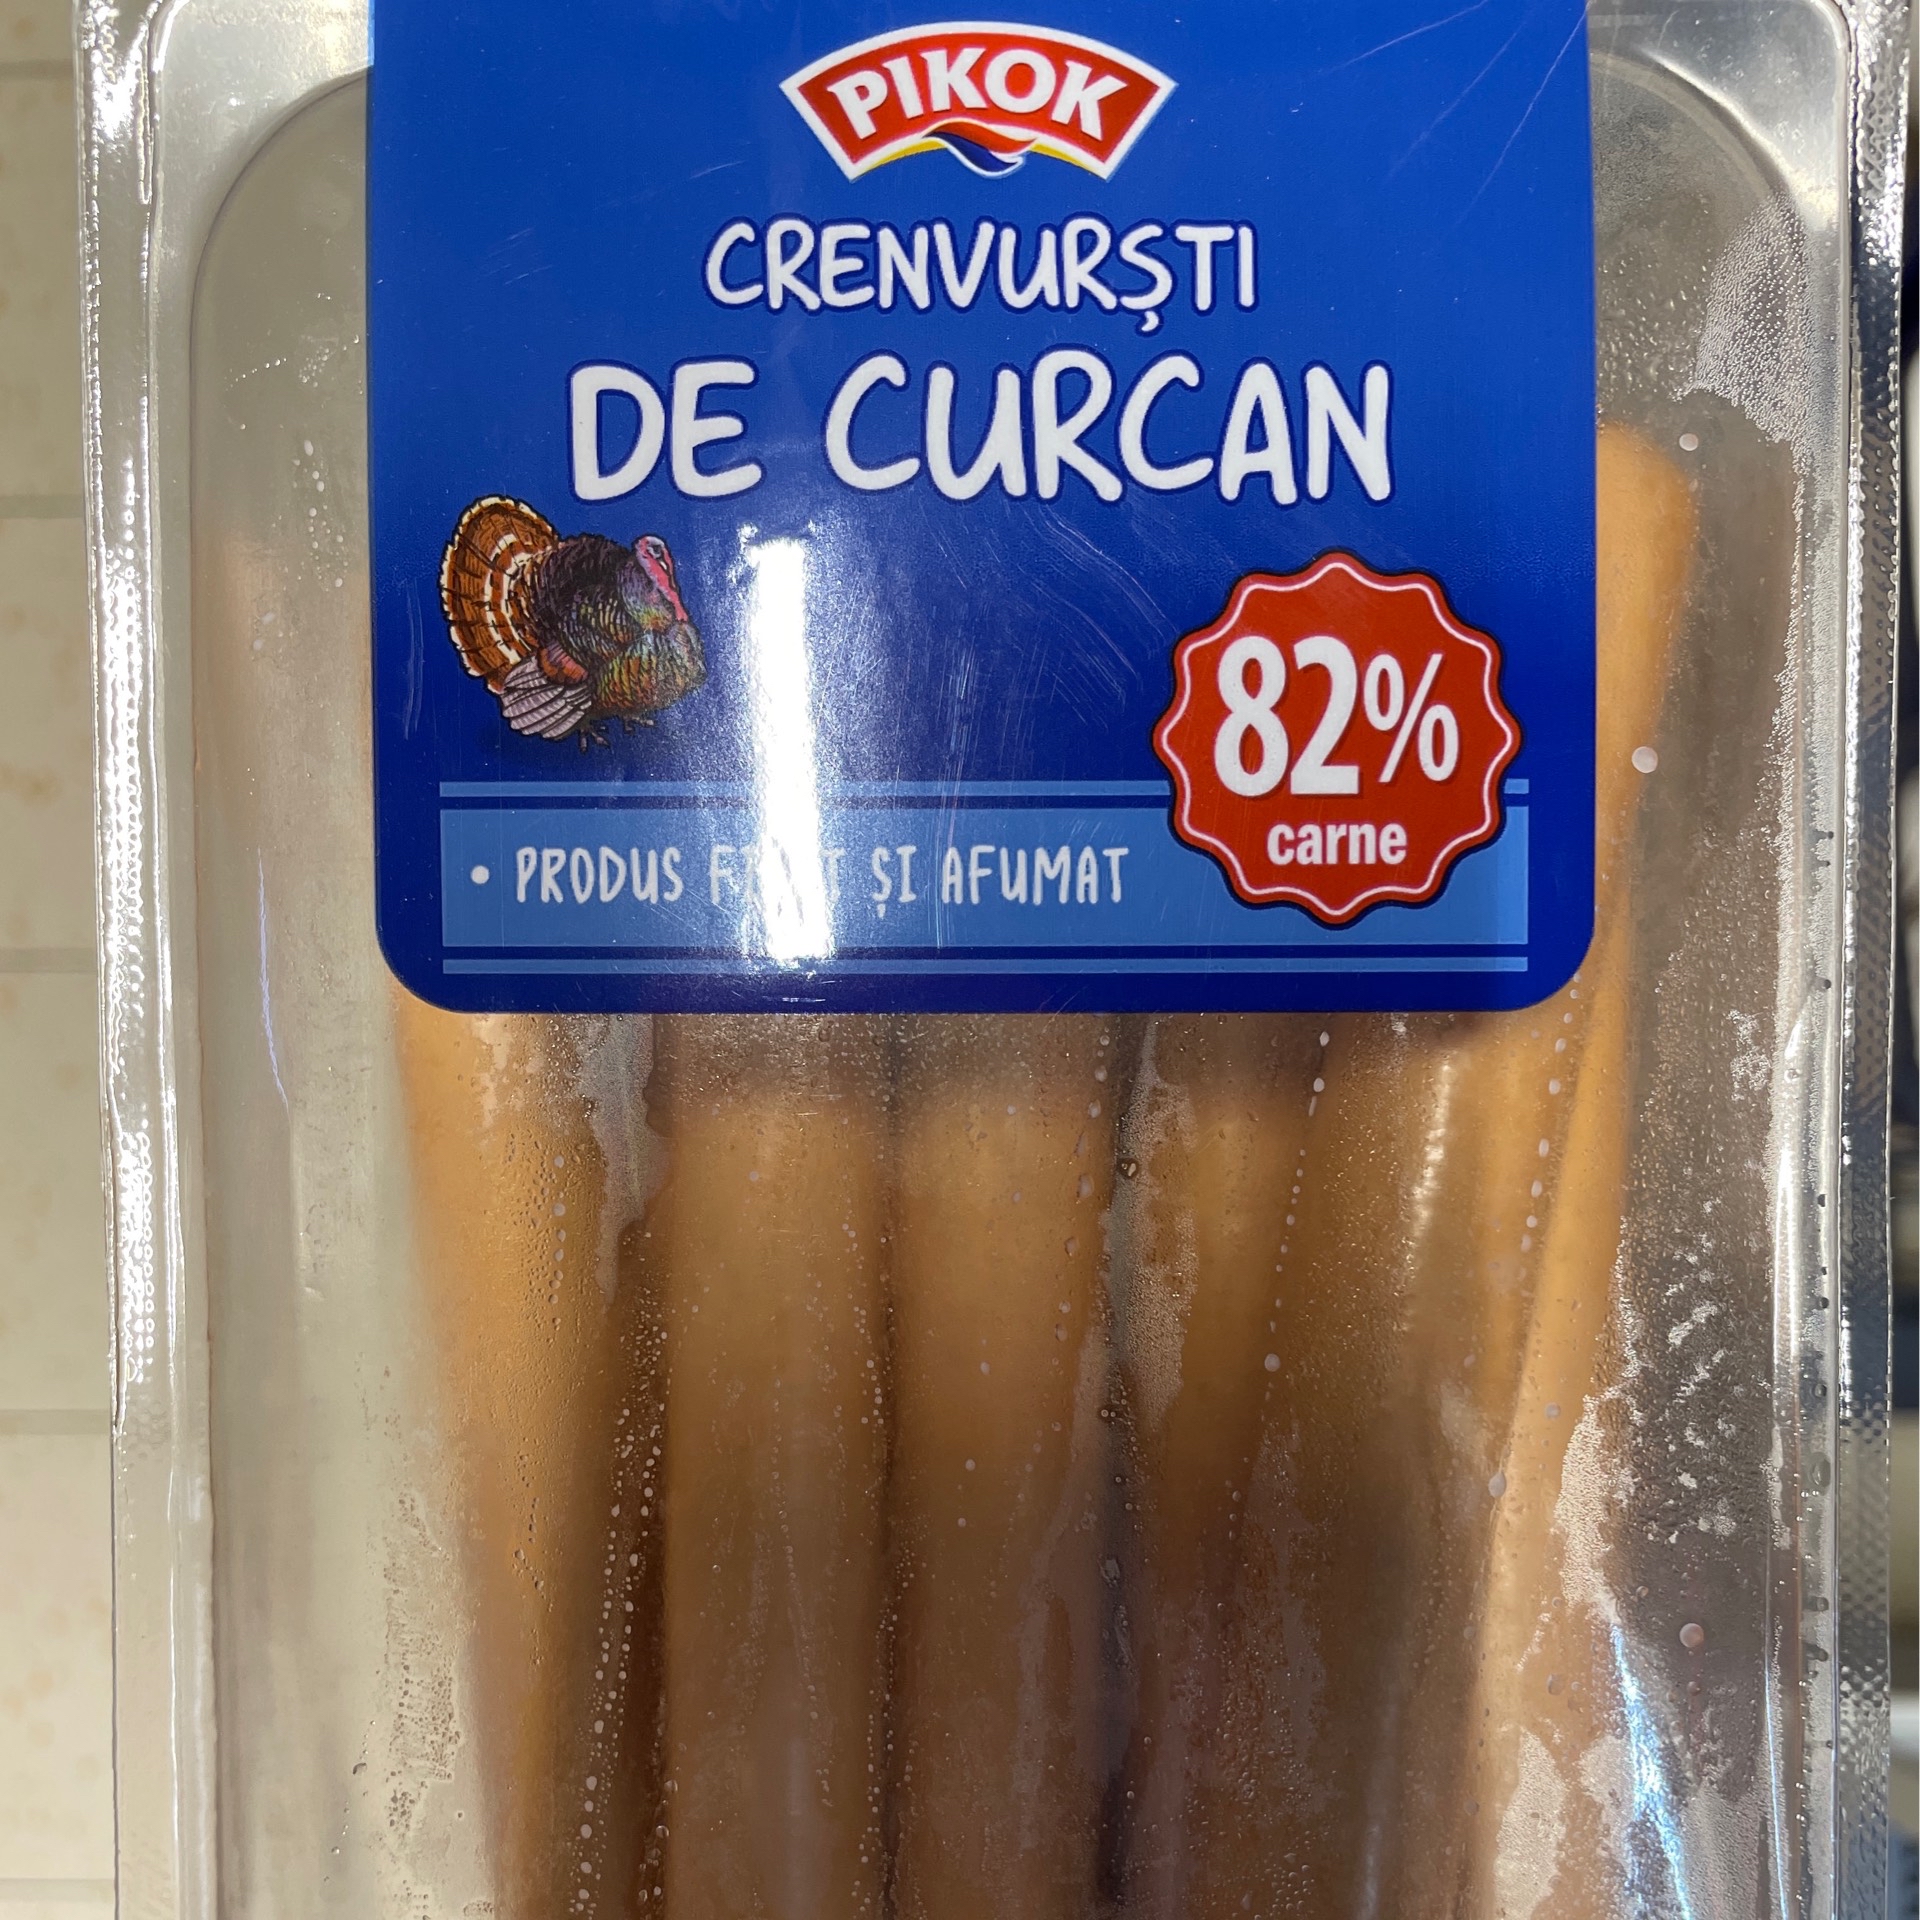 PIKOK
CRENVURȘTI
DE CURCAN
82%
carne
• PRODUS ȘI AFUMAT